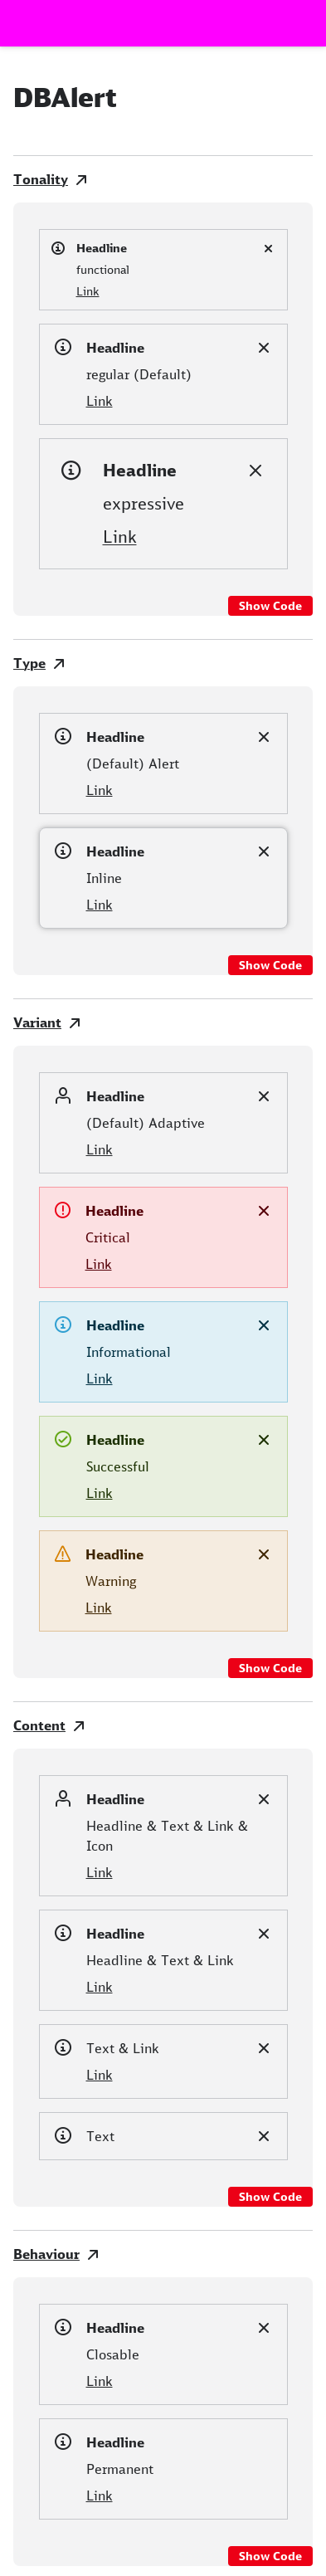 DBAlert
Tonality
Headline
functional
Link
Headline
regular (Default)
Link
Headline
expressive
Link
Show Code
Type
Headline
(Default) Alert
Link
Headline
Inline
Link
Show Code
Variant
Headline
(Default) Adaptive
Link
Headline
Critical
Link
Headline
Informational
Link
Headline
Successful
Link
Headline
Warning
Link
Show Code
Content
Headline
Headline & Text & Link &
Icon
Link
Headline
Headline & Text & Link
Link
Text & Link
Link
Text
Show Code
Behaviour
Headline
Closable
Link
Headline
Permanent
Link
Show Code